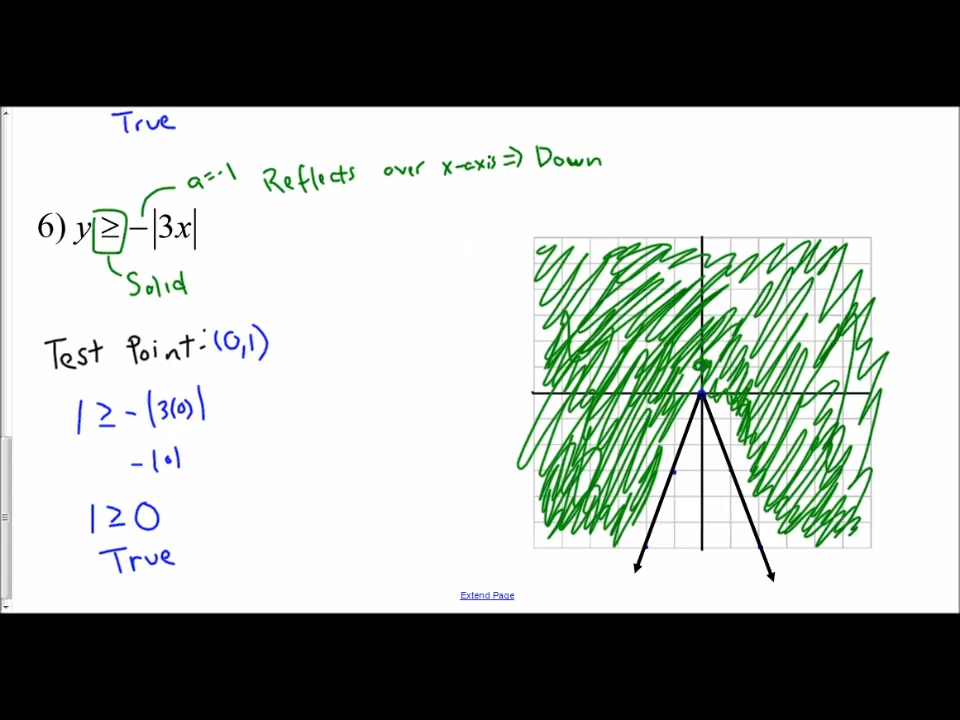 True
a=-1 Reflects over x-axis => Down
6) y ≥ -|3x|
Solid
Test Point: (0,1)
1 ≥ -|3(0)|
-|0|
1 ≥ 0
True
Extend Page